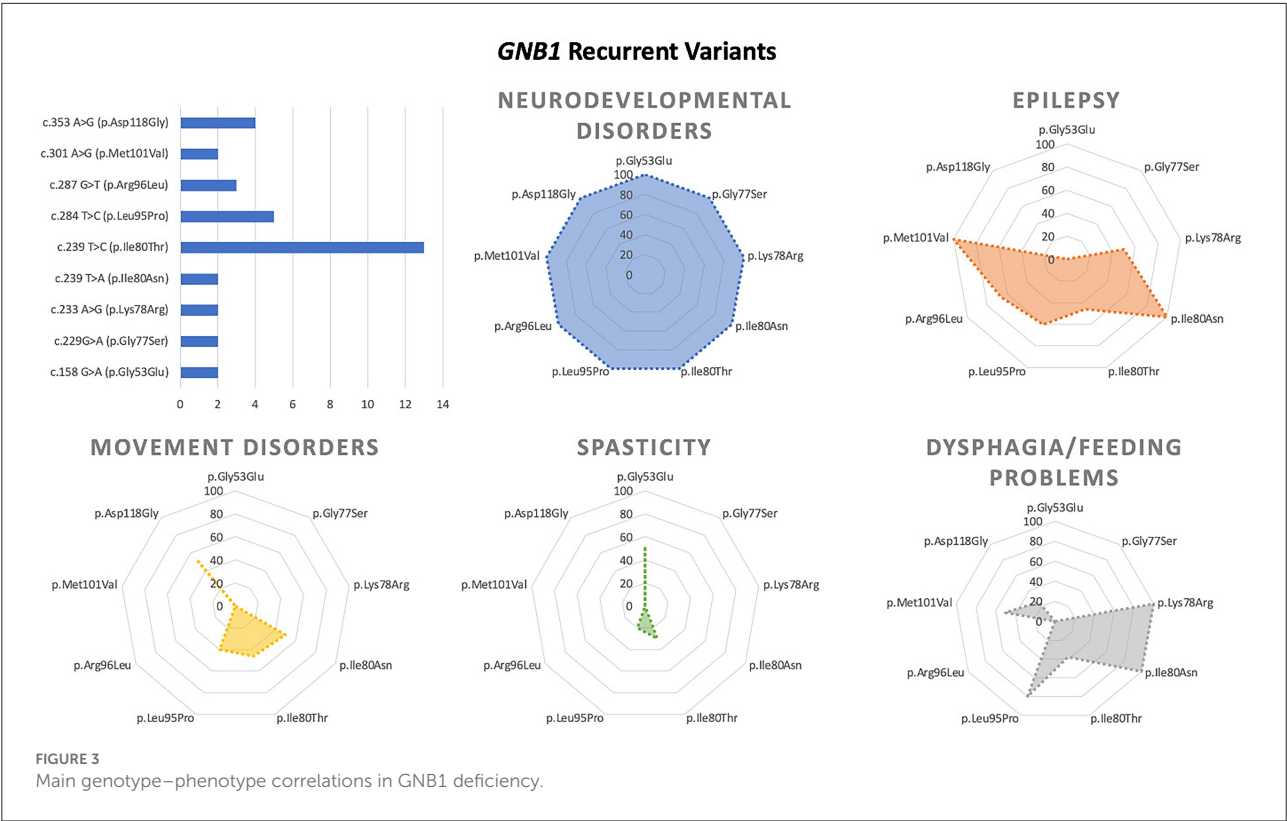 GNB1 Recurrent Variants
c.353 A>G (p.Asp118Gly)
c.301 A>G (p.Met101Val)
c.287 G>T (p.Arg96Leu)
c.284 T>C (p.Leu95Pro)
c.239 T>C (p.Ile80Thr)
c.239 T>A (p.Ile80Asn)
c.233 A>G (p.Lys78Arg)
c.229G>A (p.Gly77Ser)
c.158 G>A (p.Gly53Glu)
0 2 4 6 8 10 12 14
NEURODEVELOPMENTAL
DISORDERS
p.Gly53Glu
p.Gly77Ser
p.Lys78Arg
p.Ile80Asn
p.Ile80Thr
p.Leu95Pro
p.Arg96Leu
p.Met101Val
p.Asp118Gly
100
80
60
40
20
0
EPILEPSY
p.Gly53Glu
p.Gly77Ser
p.Lys78Arg
p.Ile80Asn
p.Ile80Thr
p.Leu95Pro
p.Arg96Leu
p.Met101Val
p.Asp118Gly
100
80
60
40
20
0
MOVEMENT DISORDERS
p.Gly53Glu
p.Gly77Ser
p.Lys78Arg
p.Ile80Asn
p.Ile80Thr
p.Leu95Pro
p.Arg96Leu
p.Met101Val
p.Asp118Gly
100
80
60
40
20
0
SPASTICITY
p.Gly53Glu
p.Gly77Ser
p.Lys78Arg
p.Ile80Asn
p.Ile80Thr
p.Leu95Pro
p.Arg96Leu
p.Met101Val
p.Asp118Gly
100
80
60
40
20
0
DYSPHAGIA/FEEDING
PROBLEMS
p.Gly53Glu
p.Gly77Ser
p.Lys78Arg
p.Ile80Asn
p.Ile80Thr
p.Leu95Pro
p.Arg96Leu
p.Met101Val
p.Asp118Gly
100
80
60
40
20
0
FIGURE 3
Main genotype–phenotype correlations in GNB1 deficiency.